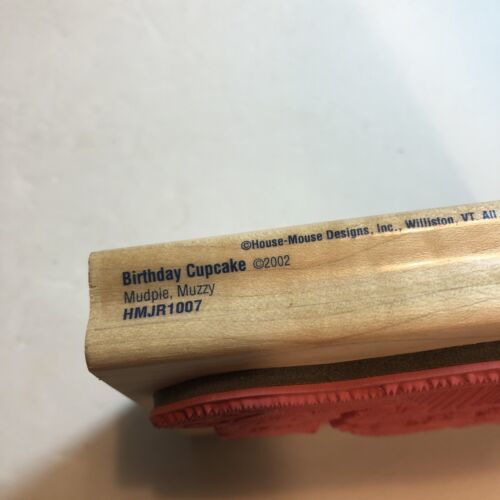 ©House-Mouse Designs, Inc., Williston, VT. All
Birthday Cupcake ©2002
Mudpie, Muzzy
HMJR1007